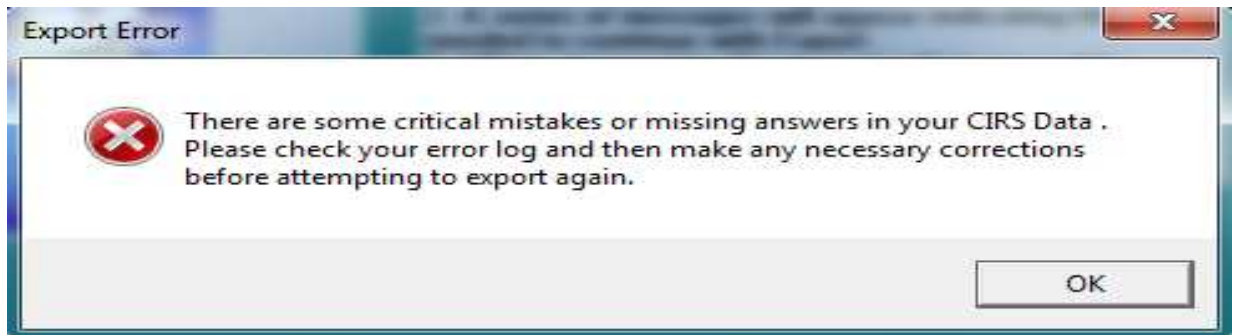 Export Error
There are some critical mistakes or missing answers in your CIRS Data .
Please check your error log and then make any necessary corrections
before attempting to export again.
OK